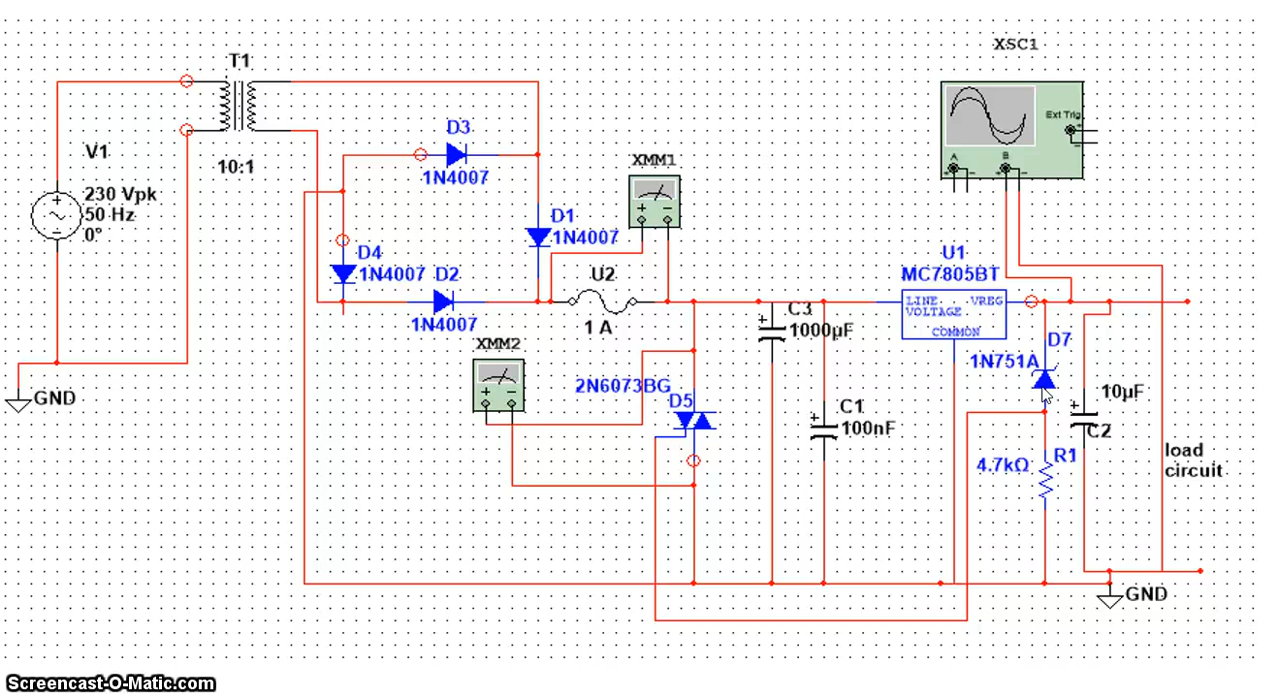 XSC1
T1
Ext Trig
D3
V1
XMM1
A
B
10:1
1N4007
230 Vpk
50 Hz
0°
D1
1N4007
D4
1N4007
D2
U2
U1
MC7805BT
LINE VREG
VOLTAGE
COMMON
C3
1000µF
1N4007
1 A
XMM2
D7
1N751A
2N6073BG
D5
10µF
GND
C1
100nF
C2
load
circuit
4.7kΩ
R1
GND
Screencast-O-Matic.com